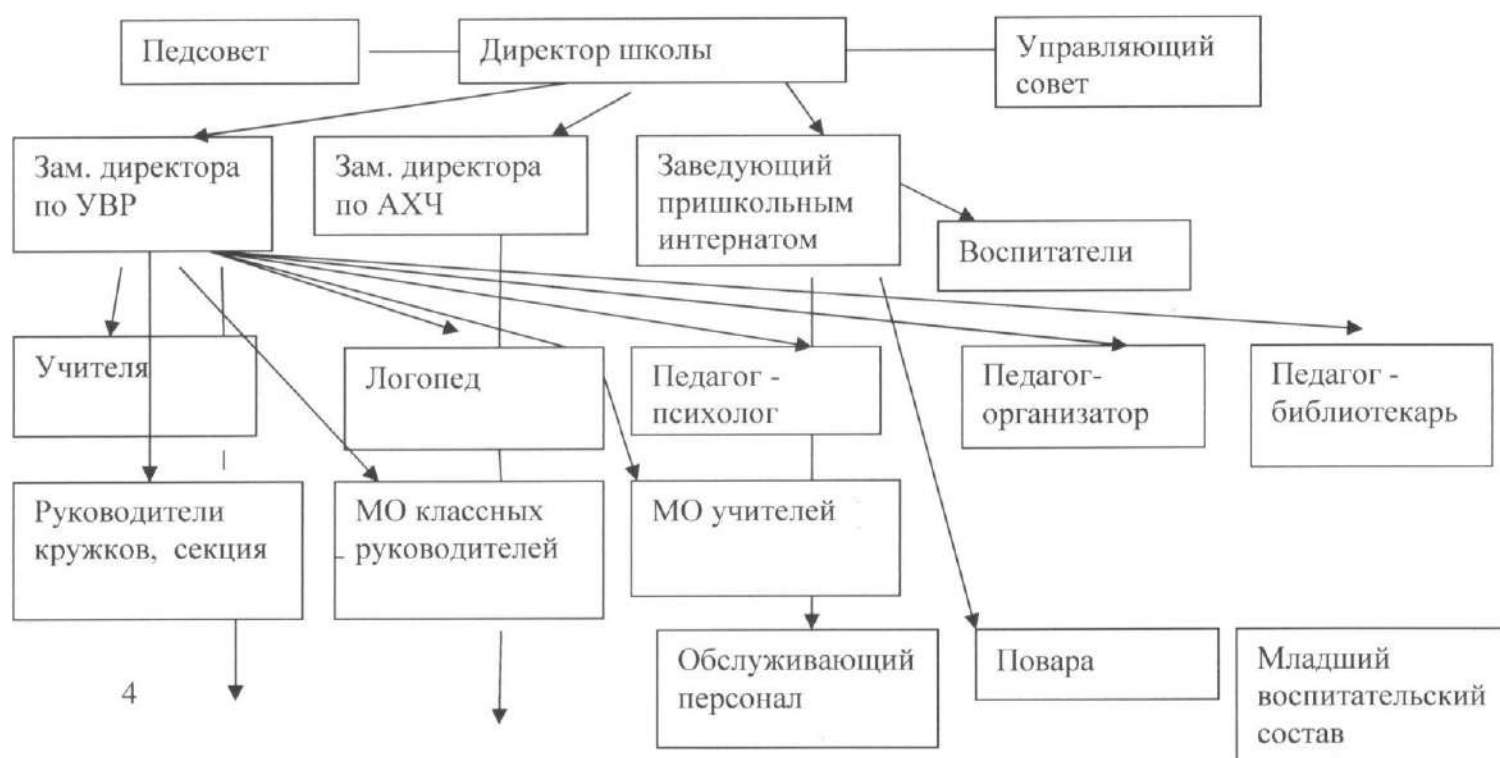 Педсовет
Директор школы
Управляющий
совет
Зам. директора
по УВР
Зам. директора
по АХЧ
Заведующий
пришкольным
интернатом
Воспитатели
Учителя
Логопед
Педагог -
психолог
Педагог-
организатор
Педагог -
библиотекарь
Руководители
кружков, секция
МО классных
руководителей
МО учителей
Обслуживающий
персонал
Повара
Младший
воспитательский
состав
4